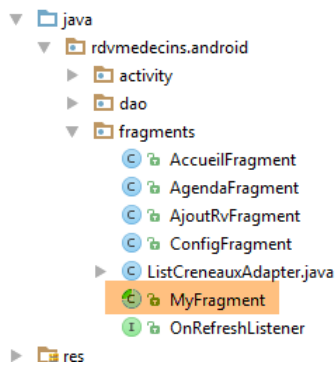 java
rdvmedecins.android
activity
dao
fragments
AccueilFragment
AgendaFragment
AjoutRvFragment
ConfigFragment
ListCreneauxAdapter.java
MyFragment
OnRefreshListener
res